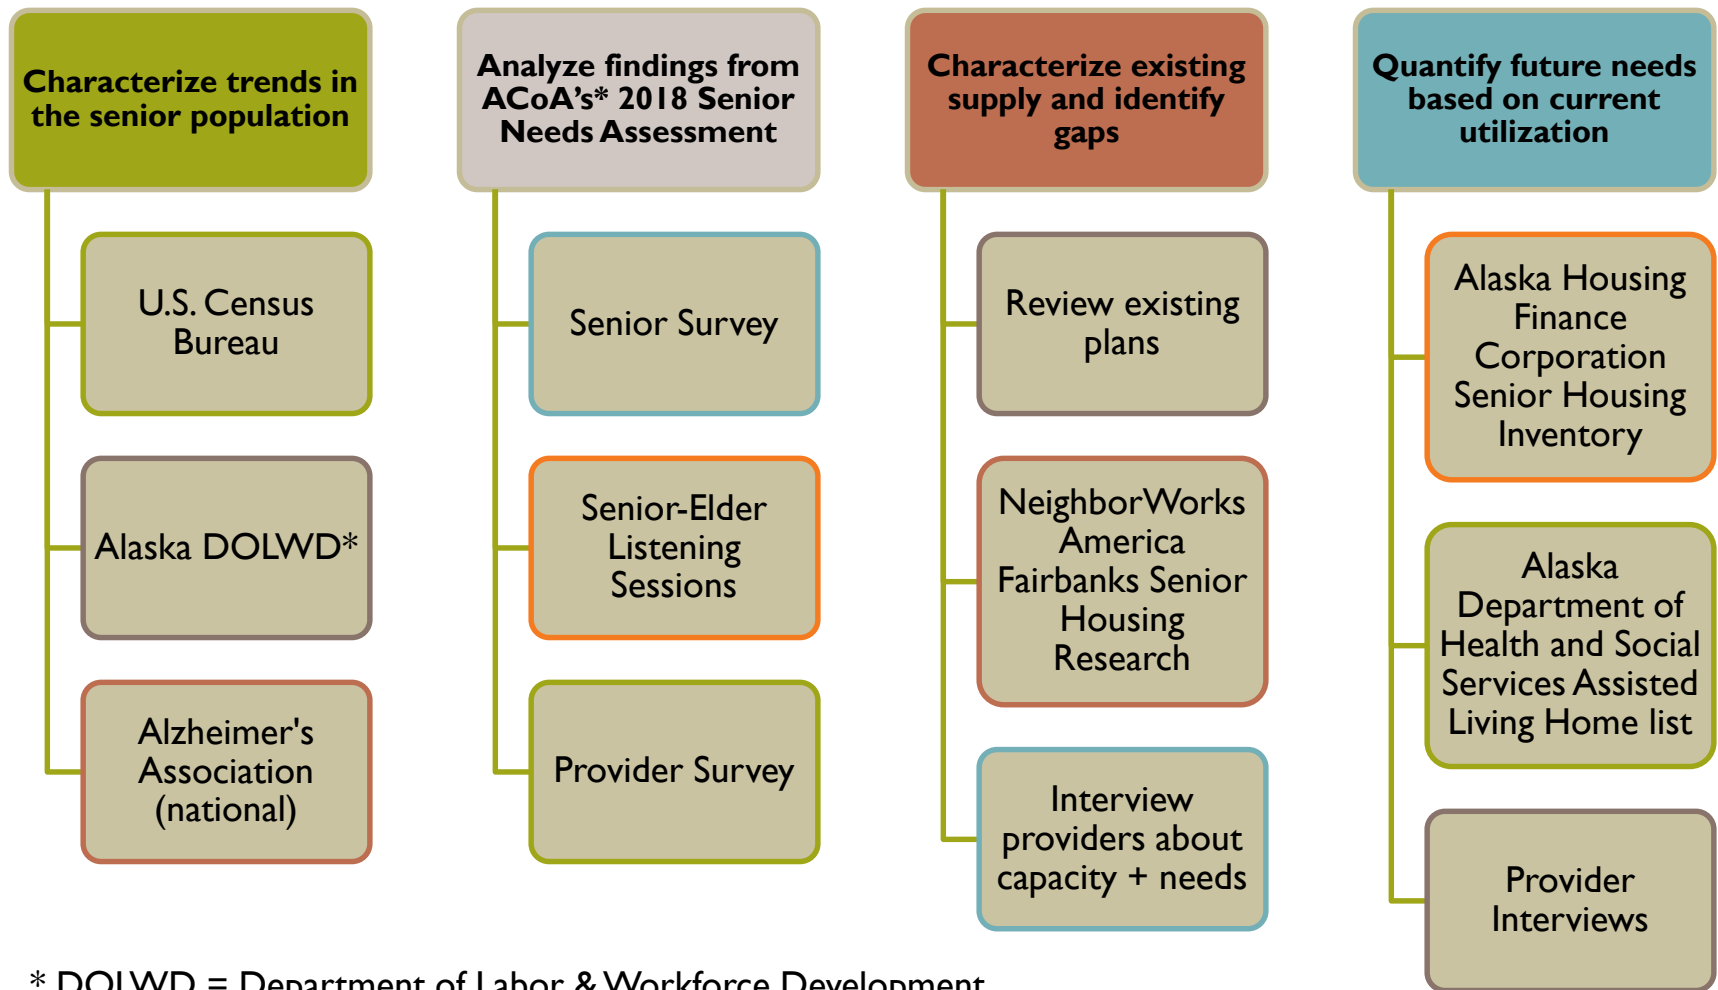 Characterize trends in
the senior population
U.S. Census
Bureau
Alaska DOLWD*
Alzheimer's
Association
(national)
Analyze findings from
ACoA's* 2018 Senior
Needs Assessment
Senior Survey
Senior-Elder
Listening
Sessions
Provider Survey
Characterize existing
supply and identify
gaps
Review existing
plans
NeighborWorks
America
Fairbanks Senior
Housing
Research
Interview
providers about
capacity + needs
Quantify future needs
based on current
utilization
Alaska Housing
Finance
Corporation
Senior Housing
Inventory
Alaska
Department of
Health and Social
Services Assisted
Living Home list
Provider
Interviews
* DOLWD = Department of Labor & Workforce Development